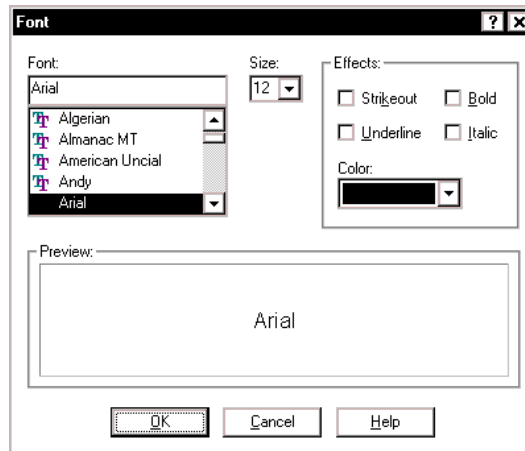 Font
Font:
Arial
Algerian
Almanac MT
American Uncial
Andy
Arial
Size:
12
Effects:
Strikeout
Bold
Underline
Italic
Color:
Preview:
Arial
OK
Cancel
Help